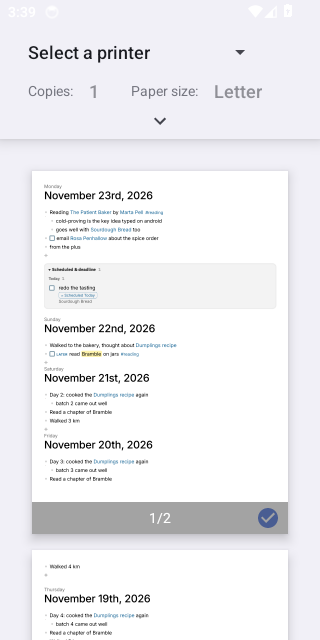 3:39
Select a printer
Copies: 1 Paper size: Letter
Monday
November 23rd, 2026
Reading The Patient Baker by Marta Fell #reading
cold-proving is the key idea typed on android
goes well with Sourdough Bread too
email Rosa Penhallow about the spice order
from the plus
+
Scheduled & deadline 1
Today 1
redo the tasting
Scheduled Today
Sourdough Bread
Sunday
November 22nd, 2026
Walked to the bakery, thought about Dumplings recipe
LATER read Bramble on jars #reading
+
Saturday
November 21st, 2026
Day 2: cooked the Dumplings recipe again
batch 2 came out well
Read a chapter of Bramble
Walked 3 km
+
Friday
November 20th, 2026
Day 3: cooked the Dumplings recipe again
batch 3 came out well
Read a chapter of Bramble
1/2
Walked 4 km
+
Thursday
November 19th, 2026
Day 4: cooked the Dumplings recipe again
batch 4 came out well
Read a chapter of Bramble